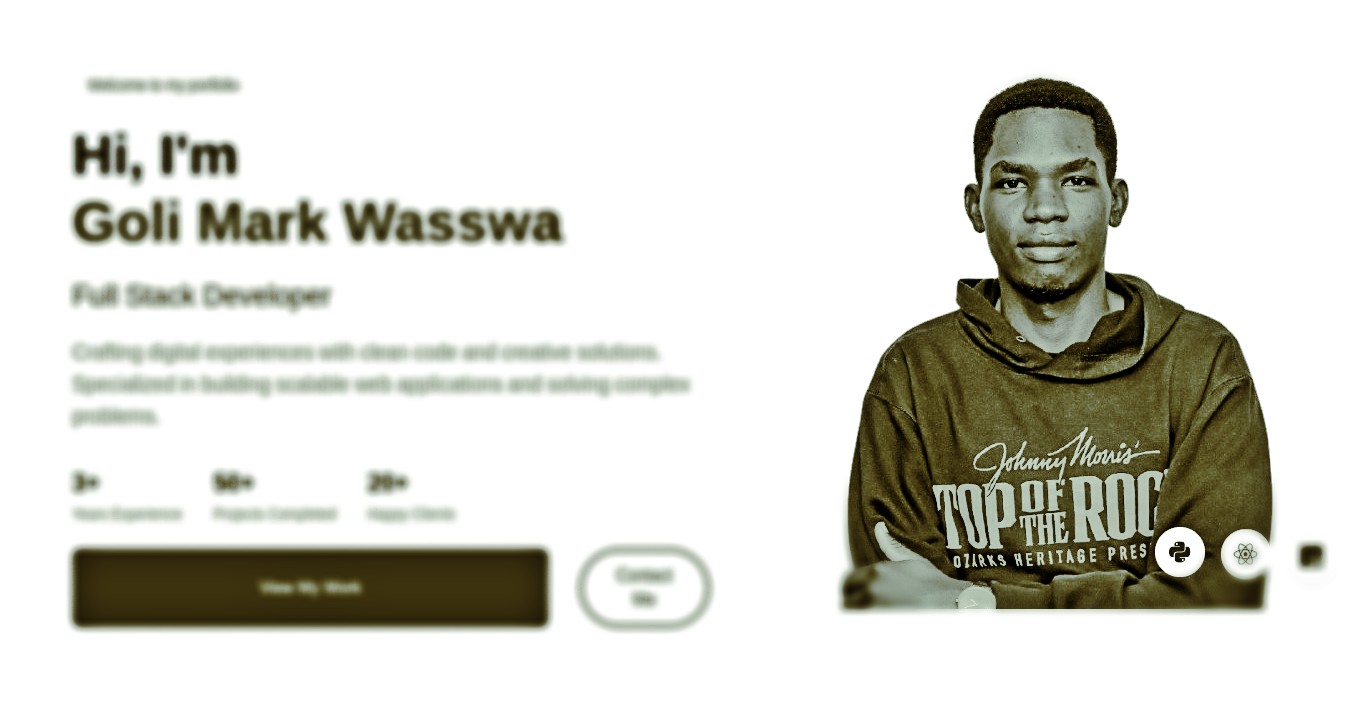 Welcome to my portfolio
Hi, I'm
Goli Mark Wasswa
Full Stack Developer
Crafting digital experiences with clean code and creative solutions.
Specialized in building scalable web applications and solving complex
problems.
3+
50+
20+
Years Experience
Projects Completed
Happy Clients
View My Work
Contact
Me
Johnny Morris'
TOP OF
THE ROC
OZARKS HERITAGE PRES